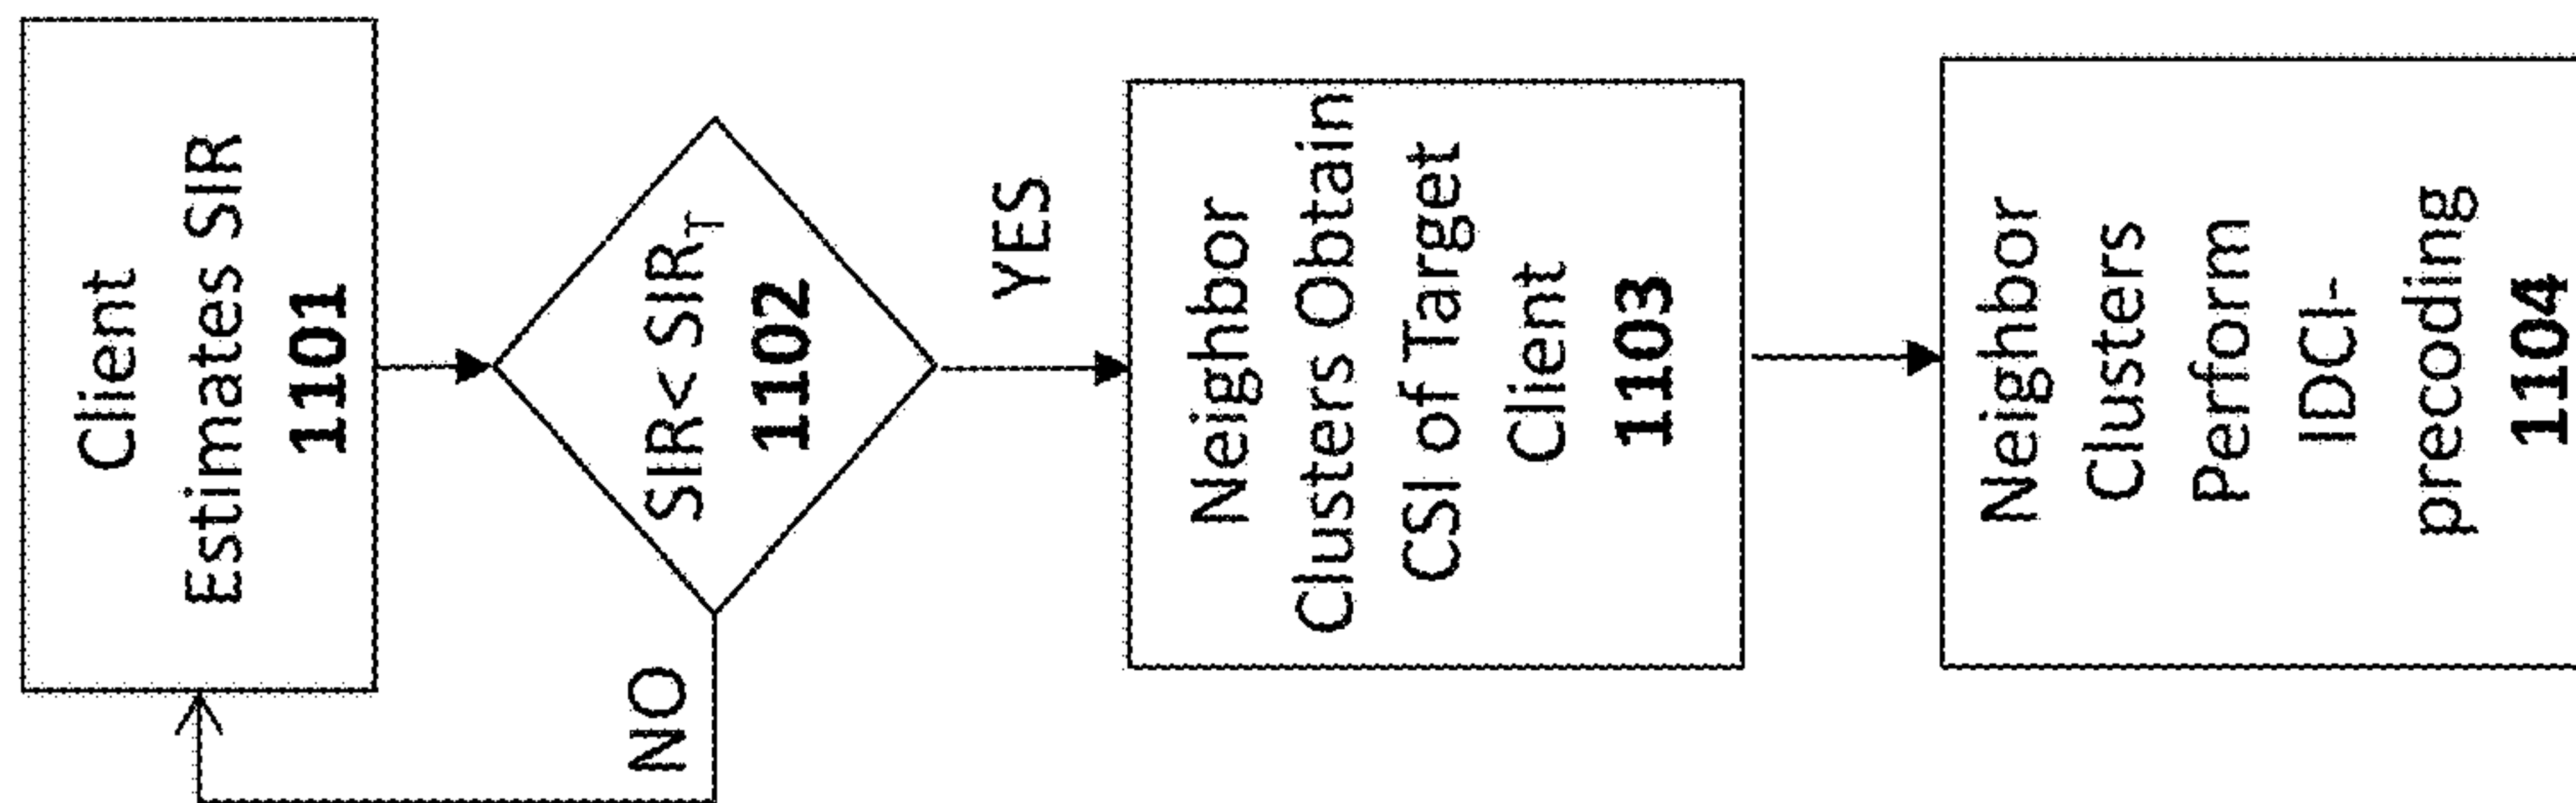 Client
Estimates SIR
1101
SIR< SIR_T
1102
NO
YES
Neighbor
Clusters Obtain
CSI of Target
Client
1103
Neighbor
Clusters
Perform
IDCI-
precoding
1104